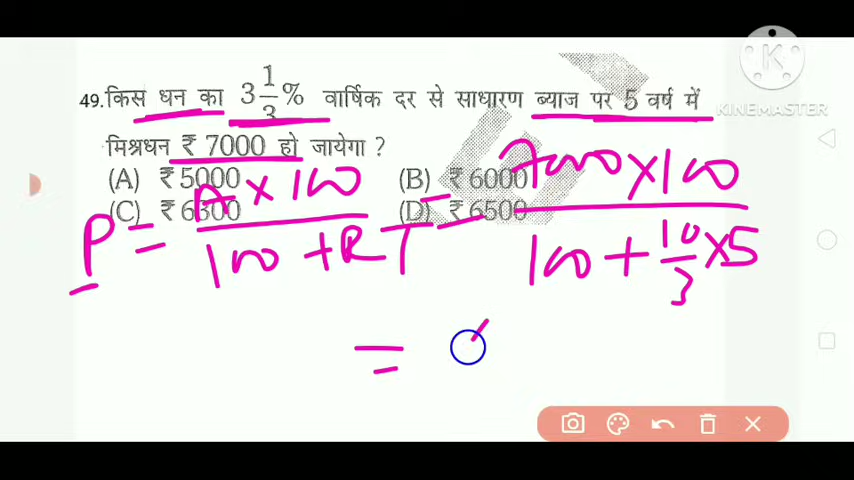 49.किस धन का 3 1/3% वार्षिक दर से साधारण ब्याज पर 5 वर्ष में
मिश्रधन ₹ 7000 हो जायेगा ?
(A) ₹ 5000 (B) ₹ 6000
(C) ₹ 6300 (D) ₹ 6500
P = A × 100 / 100 + RT = 7000 × 100 / 100 + 10/3 × 5
=
K
KINEMASTER